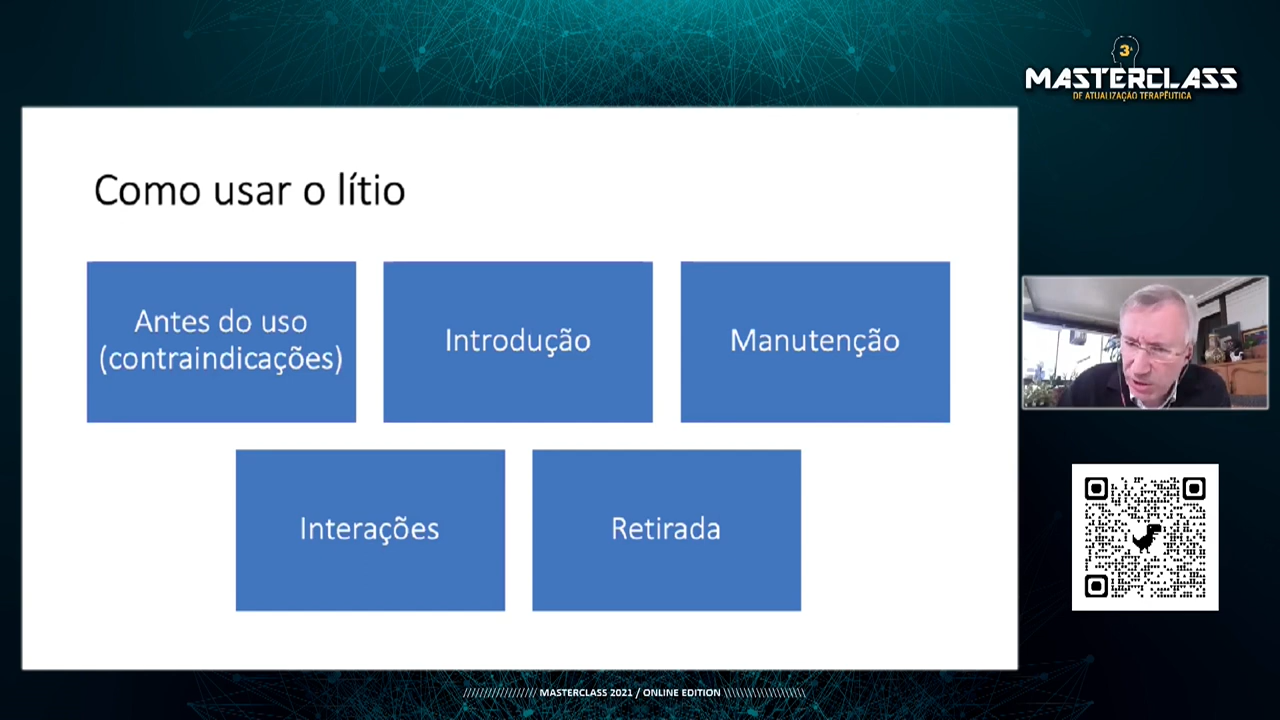 3ª
MASTERCLASS
DE ATUALIZAÇÃO TERAPÊUTICA
Como usar o lítio
Antes do uso
(contraindicações)
Introdução
Manutenção
Interações
Retirada
////////////////// MASTERCLASS 2021 / ONLINE EDITION \\\\\\\\\\\\\\\\\\\\